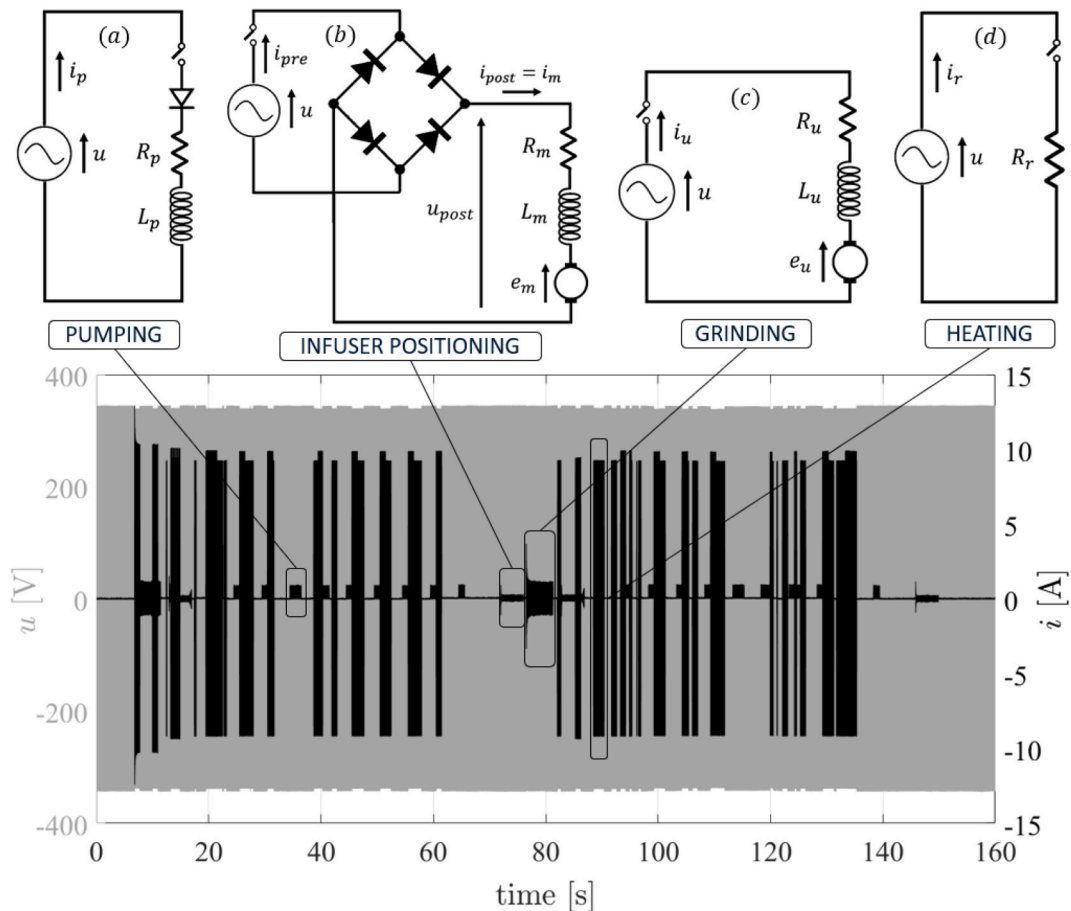 (a)
i_p
u
R_p
L_p
(b)
i_pre
u
i_post = i_m
R_m
u_post
L_m
e_m
(c)
i_u
u
R_u
L_u
e_u
(d)
i_r
u
R_r
PUMPING
INFUSER POSITIONING
GRINDING
HEATING
400
200
0
-200
-400
u [V]
15
10
5
0
-5
-10
-15
i [A]
0 20 40 60 80 100 120 140 160
time [s]